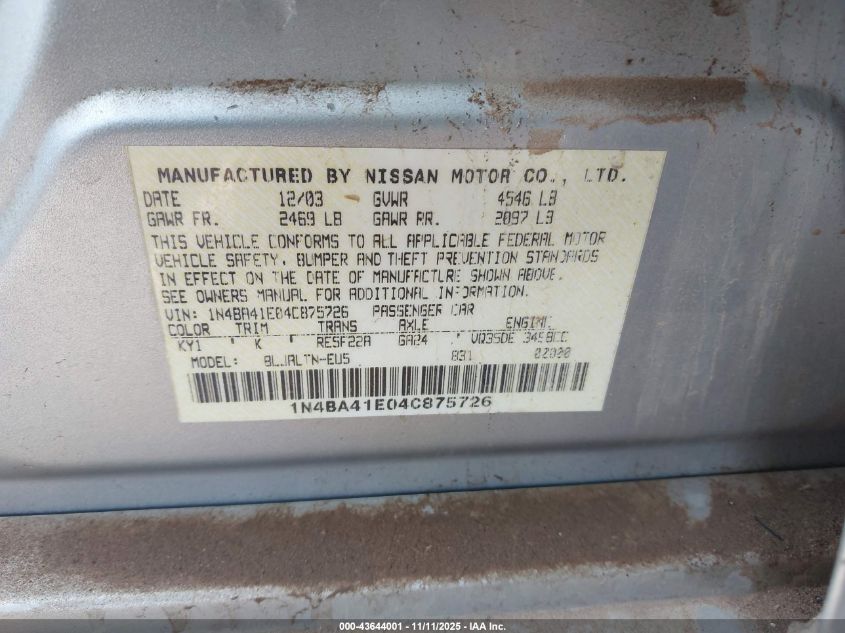 MANUFACTURED BY NISSAN MOTOR CO., LTD.
DATE 12/03 GVWR 4546 LB
GAWR FR. 2469 LB GAWR RR. 2097 LB
THIS VEHICLE CONFORMS TO ALL APPLICABLE FEDERAL MOTOR
VEHICLE SAFETY, BUMPER AND THEFT PREVENTION STANDARDS
IN EFFECT ON THE DATE OF MANUFACTURE SHOWN ABOVE.
SEE OWNERS MANUAL FOR ADDITIONAL INFORMATION.
VIN: 1N4BA41E04C875726 PASSENGER CAR
COLOR TRIM TRANS AXLE ENGINE
KY1 K RE5F22A GA24 VQ35DE 3498CC
MODEL: 831
1N4BA41E04C875726
000-43644001 - 11/11/2025 - IAA Inc.